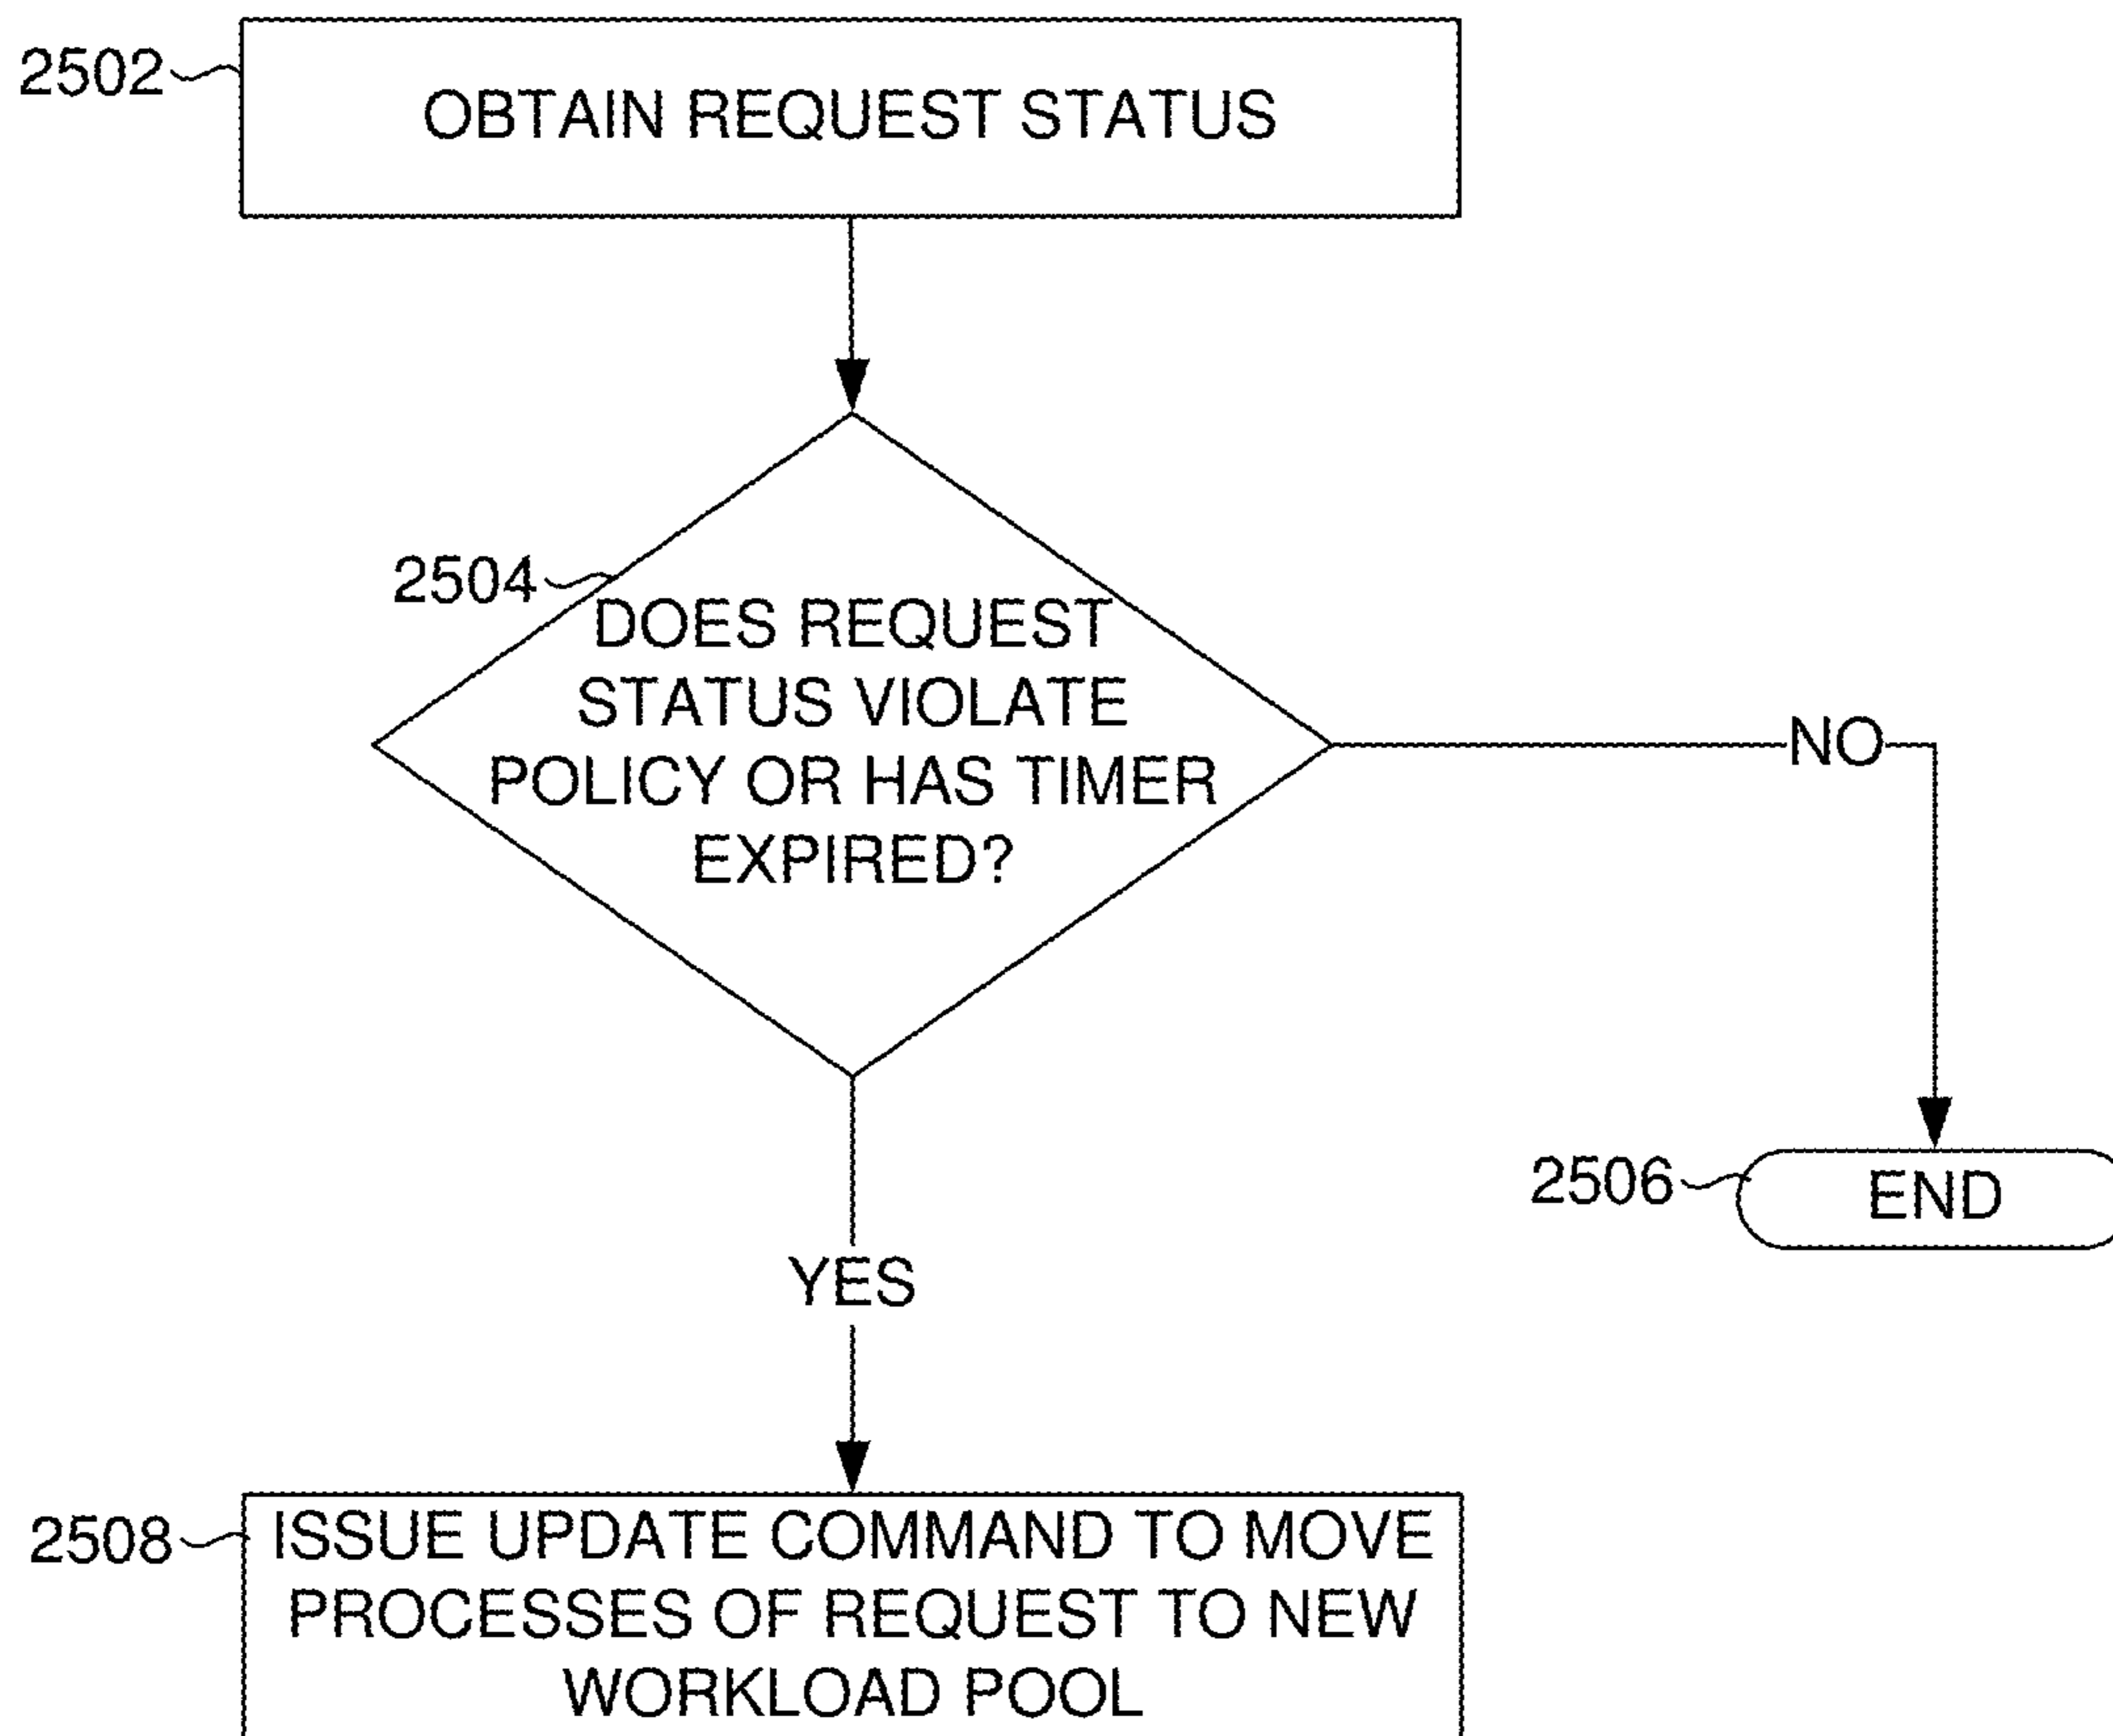 2502
OBTAIN REQUEST STATUS
2504
DOES REQUEST
STATUS VIOLATE
POLICY OR HAS TIMER
EXPIRED?
NO
2506
END
YES
2508
ISSUE UPDATE COMMAND TO MOVE
PROCESSES OF REQUEST TO NEW
WORKLOAD POOL